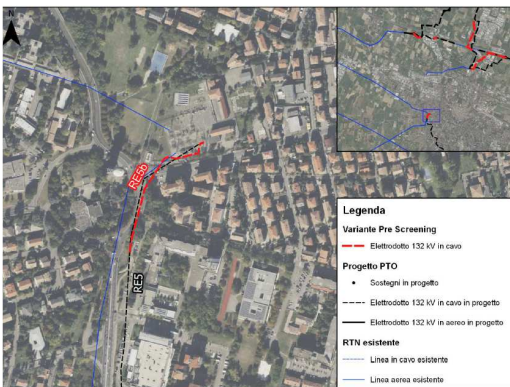 N
RE5b
RE5
Legenda
Variante Pre Screening
Elettrodotto 132 kV in cavo
Progetto PTO
Sostegni in progetto
Elettrodotto 132 kV in cavo in progetto
Elettrodotto 132 kV in aereo in progetto
RTN esistente
Linea in cavo esistente
Linea aerea esistente